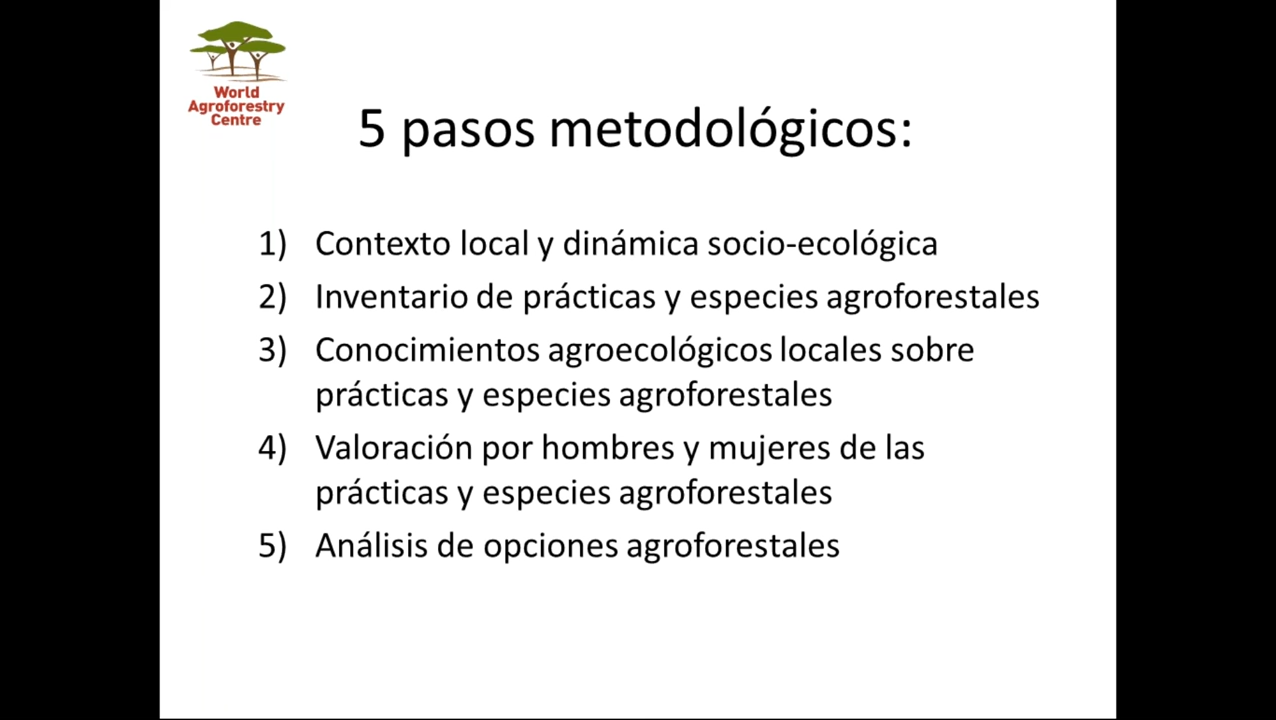 World
Agroforestry
Centre
5 pasos metodológicos:
1) Contexto local y dinámica socio-ecológica
2) Inventario de prácticas y especies agroforestales
3) Conocimientos agroecológicos locales sobre
prácticas y especies agroforestales
4) Valoración por hombres y mujeres de las
prácticas y especies agroforestales
5) Análisis de opciones agroforestales